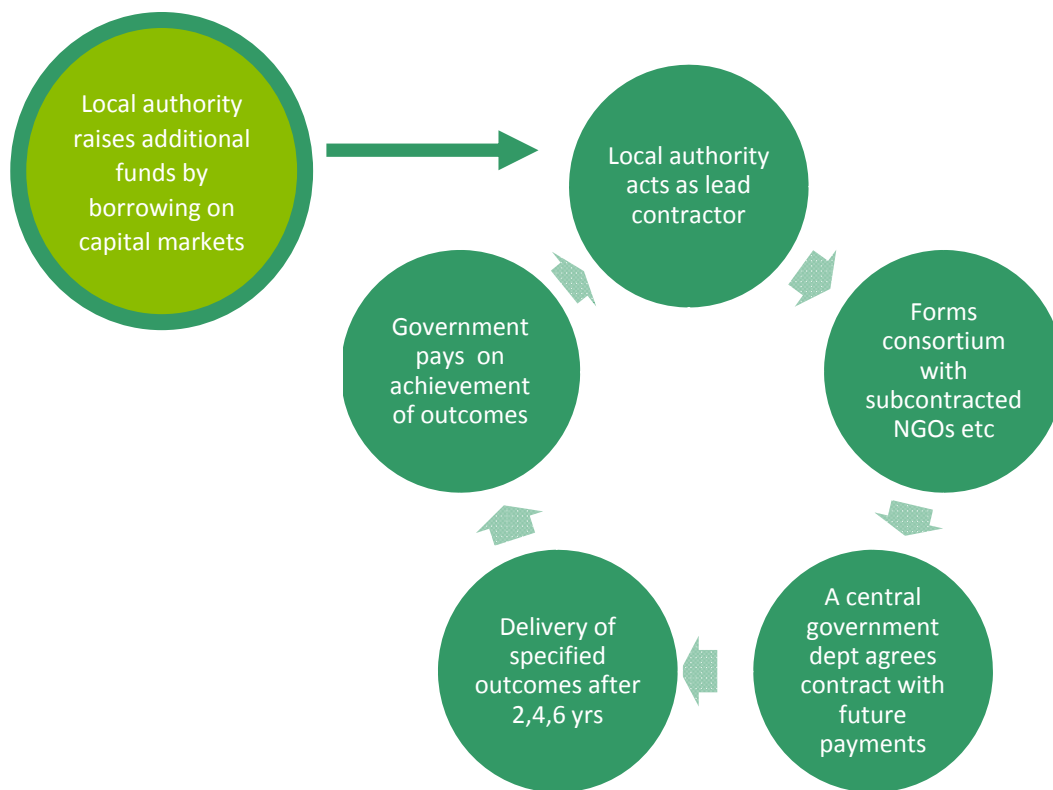 Local authority
raises additional
funds by
borrowing on
capital markets
Local authority
acts as lead
contractor
Forms
consortium
with
subcontracted
NGOs etc
A central
government
dept agrees
contract with
future
payments
Delivery of
specified
outcomes after
2,4,6 yrs
Government
pays on
achievement
of outcomes